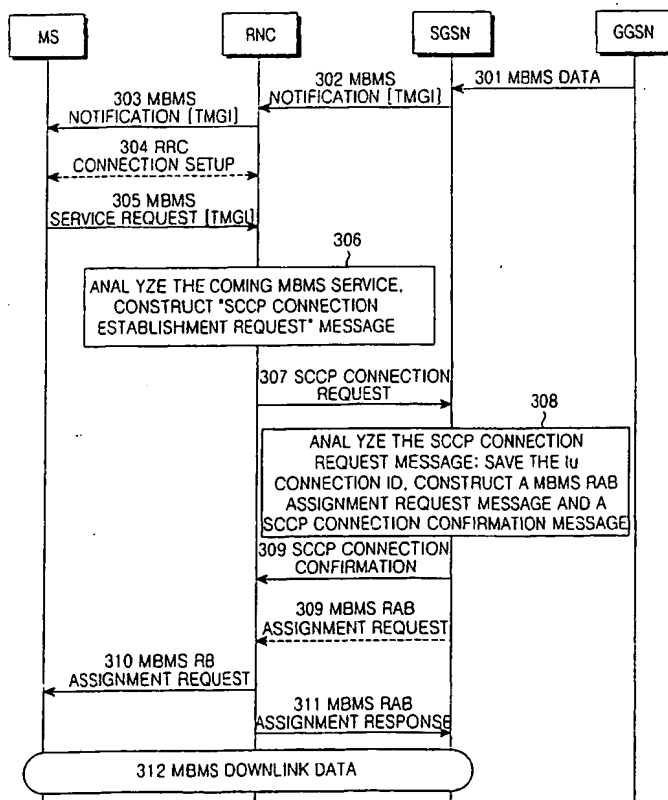 MS
RNC
SGSN
GGSN
301 MBMS DATA
302 MBMS
NOTIFICATION [TMGI]
303 MBMS
NOTIFICATION [TMGI]
304 RRC
CONNECTION SETUP
305 MBMS
SERVICE REQUEST [TMGI]
306
ANAL YZE THE COMING MBMS SERVICE,
CONSTRUCT "SCCP CONNECTION
ESTABLISHMENT REQUEST" MESSAGE
307 SCCP CONNECTION
REQUEST
308
ANAL YZE THE SCCP CONNECTION
REQUEST MESSAGE: SAVE THE Iu
CONNECTION ID, CONSTRUCT A MBMS RAB
ASSIGNMENT REQUEST MESSAGE AND A
SCCP CONNECTION CONFIRMATION MESSAGE
309 SCCP CONNECTION
CONFIRMATION
309 MBMS RAB
ASSIGNMENT REQUEST
310 MBMS RB
ASSIGNMENT REQUEST
311 MBMS RAB
ASSIGNMENT RESPONSE
312 MBMS DOWNLINK DATA